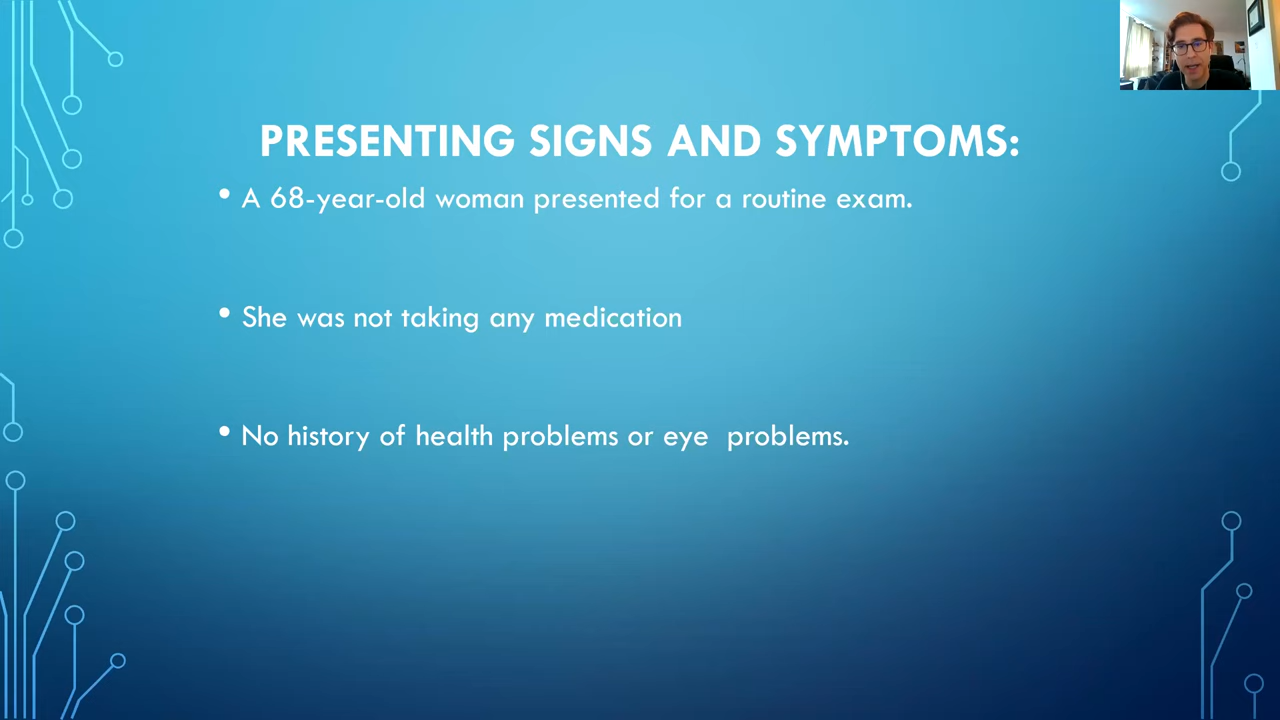 PRESENTING SIGNS AND SYMPTOMS:
• A 68-year-old woman presented for a routine exam.
• She was not taking any medication
• No history of health problems or eye  problems.